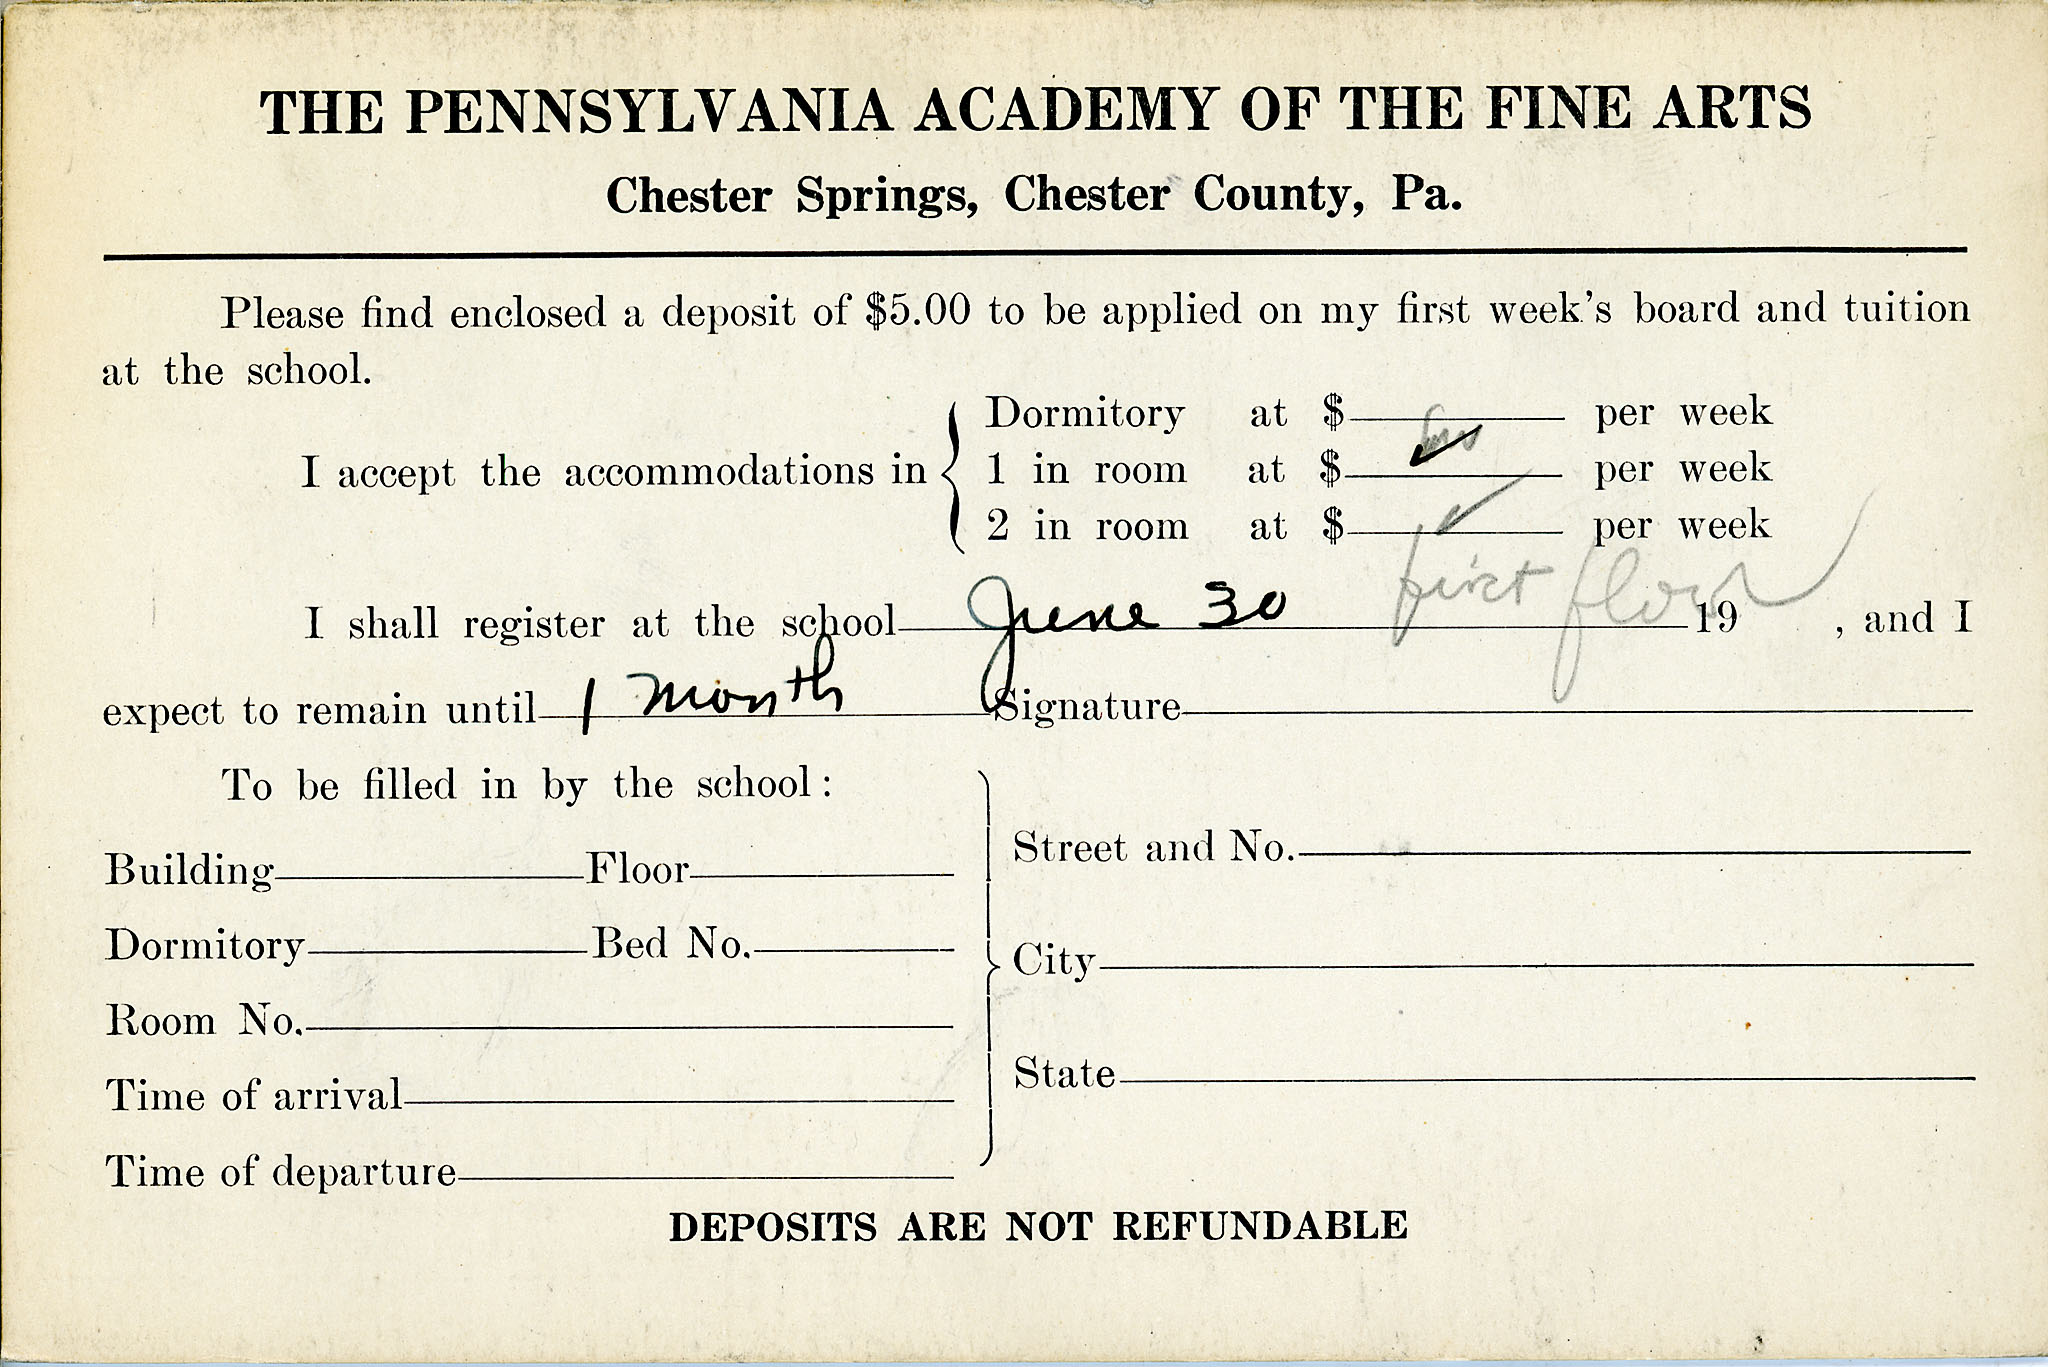 THE PENNSYLVANIA ACADEMY OF THE FINE ARTS
Chester Springs, Chester County, Pa.
Please find enclosed a deposit of $5.00 to be applied on my first week's board and tuition
at the school.
Dormitory at $ per week
I accept the accommodations in 1 in room at $ ✓ per week
2 in room at $ ✓ per week
first floor
I shall register at the school June 30 19 , and I
expect to remain until 1 month Signature
To be filled in by the school:
Building Floor
Dormitory Bed No.
Room No.
Time of arrival
Time of departure
Street and No.
City
State
DEPOSITS ARE NOT REFUNDABLE